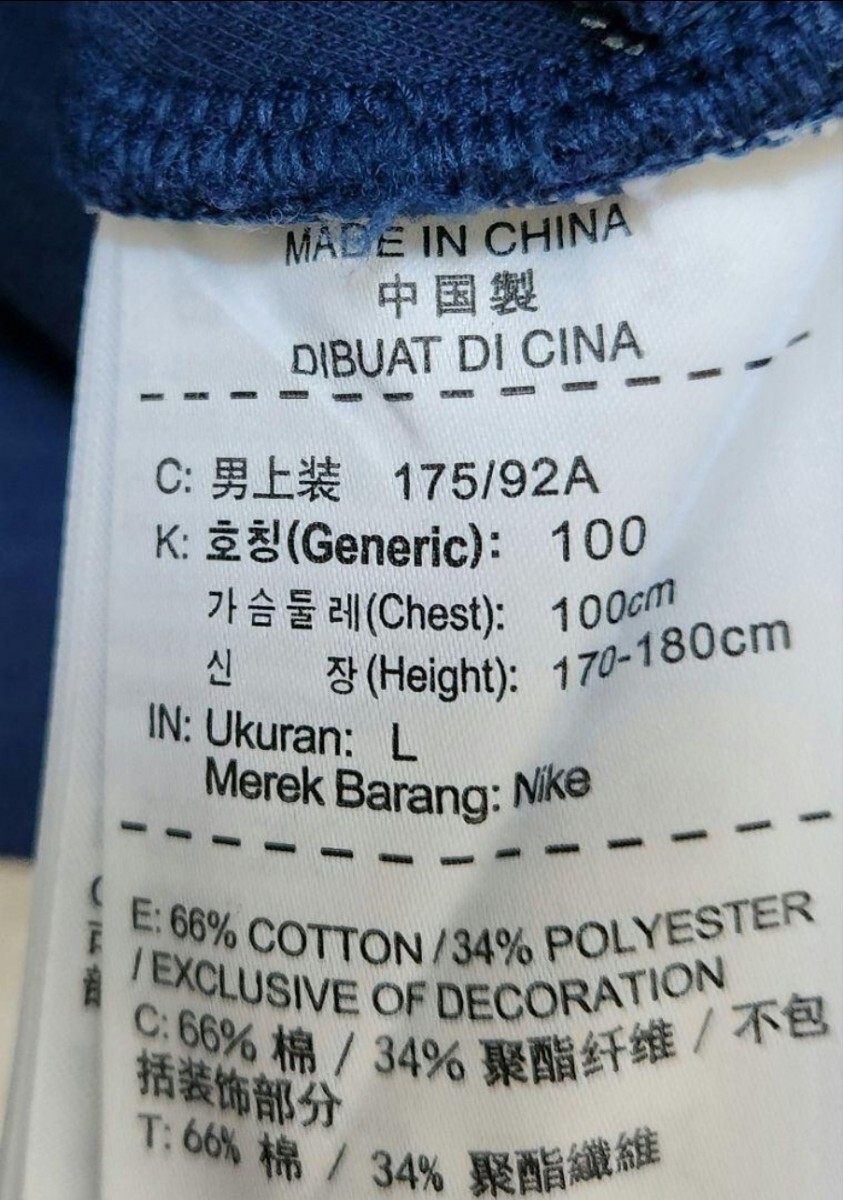 MADE IN CHINA
中国製
DIBUAT DI CINA
C: 男上装 175/92A
K: 호칭(Generic): 100
가슴둘레(Chest): 100cm
신 장(Height): 170-180cm
IN: Ukuran: L
Merek Barang: Nike
E: 66% COTTON / 34% POLYESTER
/ EXCLUSIVE OF DECORATION
C: 66% 棉 / 34% 聚酯纤维 / 不包
括装饰部分
T: 66% 棉 / 34% 聚酯纖維